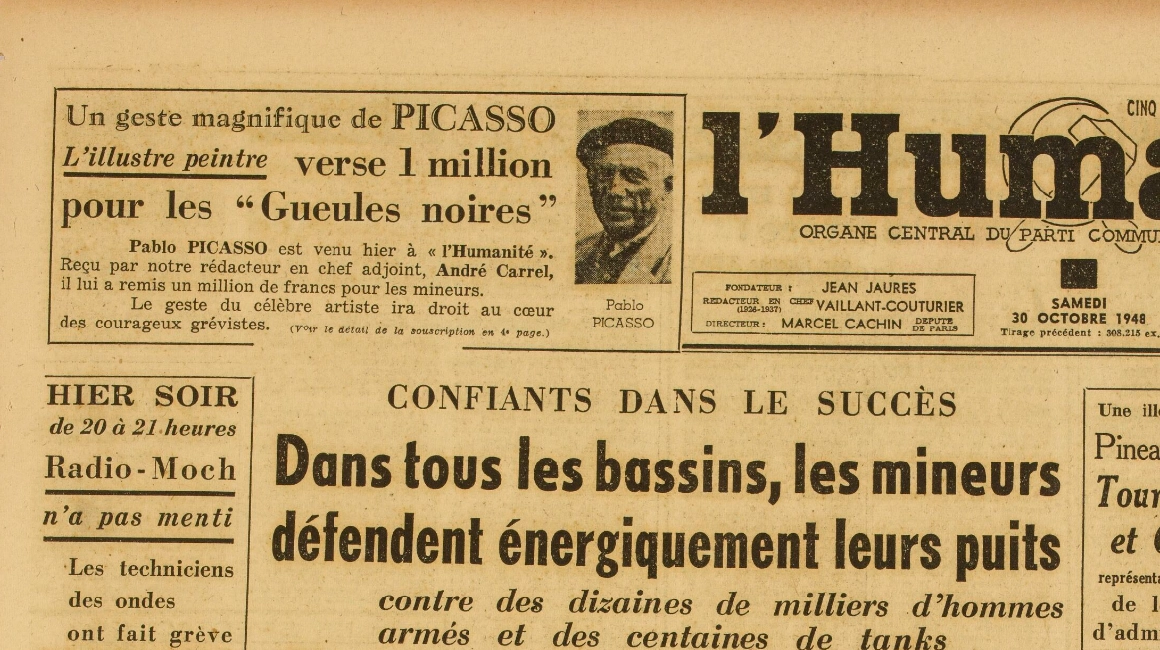 Un geste magnifique de PICASSO
L'illustre peintre verse 1 million
pour les “Gueules noires”
Pablo PICASSO est venu hier à « l'Humanité ».
Reçu par notre rédacteur en chef adjoint, André Carrel,
il lui a remis un million de francs pour les mineurs.
Le geste du célèbre artiste ira droit au cœur
des courageux grévistes. (Voir le détail de la souscription en 4e page.)
Pablo
PICASSO
CINQ
l'Huma
ORGANE CENTRAL DU PARTI COMMU
FONDATEUR : JEAN JAURES
REDACTEUR EN CHEF VAILLANT-COUTURIER
(1926-1937)
DIRECTEUR : MARCEL CACHIN DEPUTE DE PARIS
SAMEDI
30 OCTOBRE 1948
Tirage précédent : 308.215 ex.
HIER SOIR
de 20 à 21 heures
Radio-Moch
n'a pas menti
Les techniciens
des ondes
ont fait grève
CONFIANTS DANS LE SUCCÈS
Dans tous les bassins, les mineurs
défendent énergiquement leurs puits
contre des dizaines de milliers d'hommes
armés et des centaines de tanks
Une ill
Pinea
Tour
et
représenta
de l
d'adm